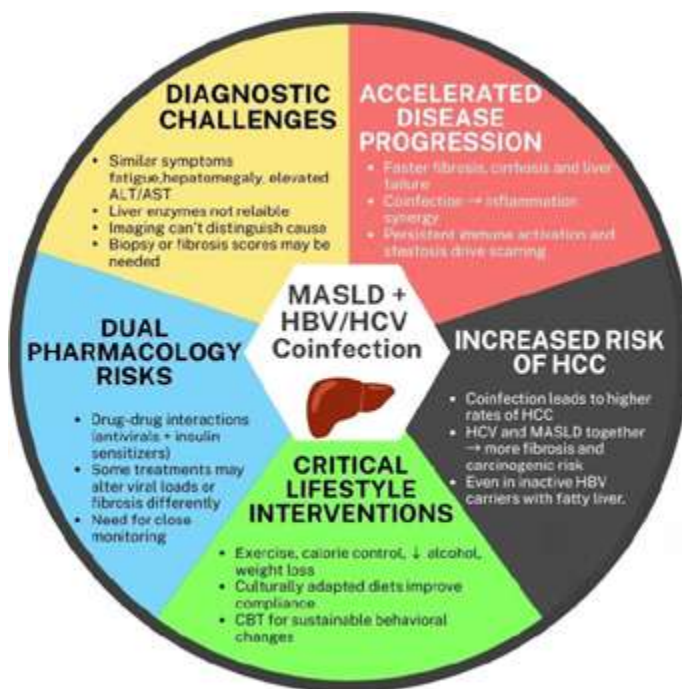 DIAGNOSTIC
CHALLENGES
• Similar symptoms
fatigue,hepatomegaly, elevated
ALT/AST
• Liver enzymes not relaible
• Imaging can't distinguish cause
• Biopsy or fibrosis scores may be
needed
ACCELERATED
DISEASE
PROGRESSION
• Faster fibrosis, cirrhosis and liver
failure
• Coinfection → inflammation
synergy
• Persistent immune activation and
steatosis drive scarring
MASLD +
HBV/HCV
Coinfection
DUAL
PHARMACOLOGY
RISKS
• Drug-drug interactions
(antivirals + insulin
sensitizers)
• Some treatments may
alter viral loads or
fibrosis differently
• Need for close
monitoring
INCREASED RISK
OF HCC
• Coinfection leads to higher
rates of HCC
• HCV and MASLD together
→ more fibrosis and
carcinogenic risk
• Even in inactive HBV
carriers with fatty liver.
CRITICAL
LIFESTYLE
INTERVENTIONS
• Exercise, calorie control, ↓ alcohol,
weight loss
• Culturally adapted diets improve
compliance
• CBT for sustainable behavioral
changes